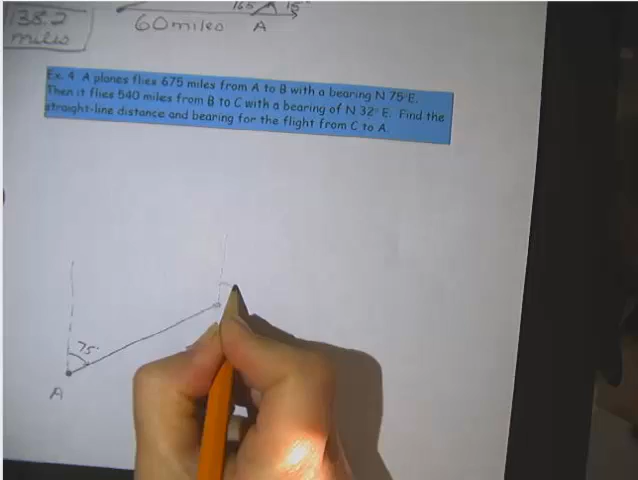 138.2
miles
165° 15°
60miles A
Ex. 4 A planes flies 675 miles from A to B with a bearing N 75°E.
Then it flies 540 miles from B to C with a bearing of N 32° E. Find the
straight-line distance and bearing for the flight from C to A.
75°
A